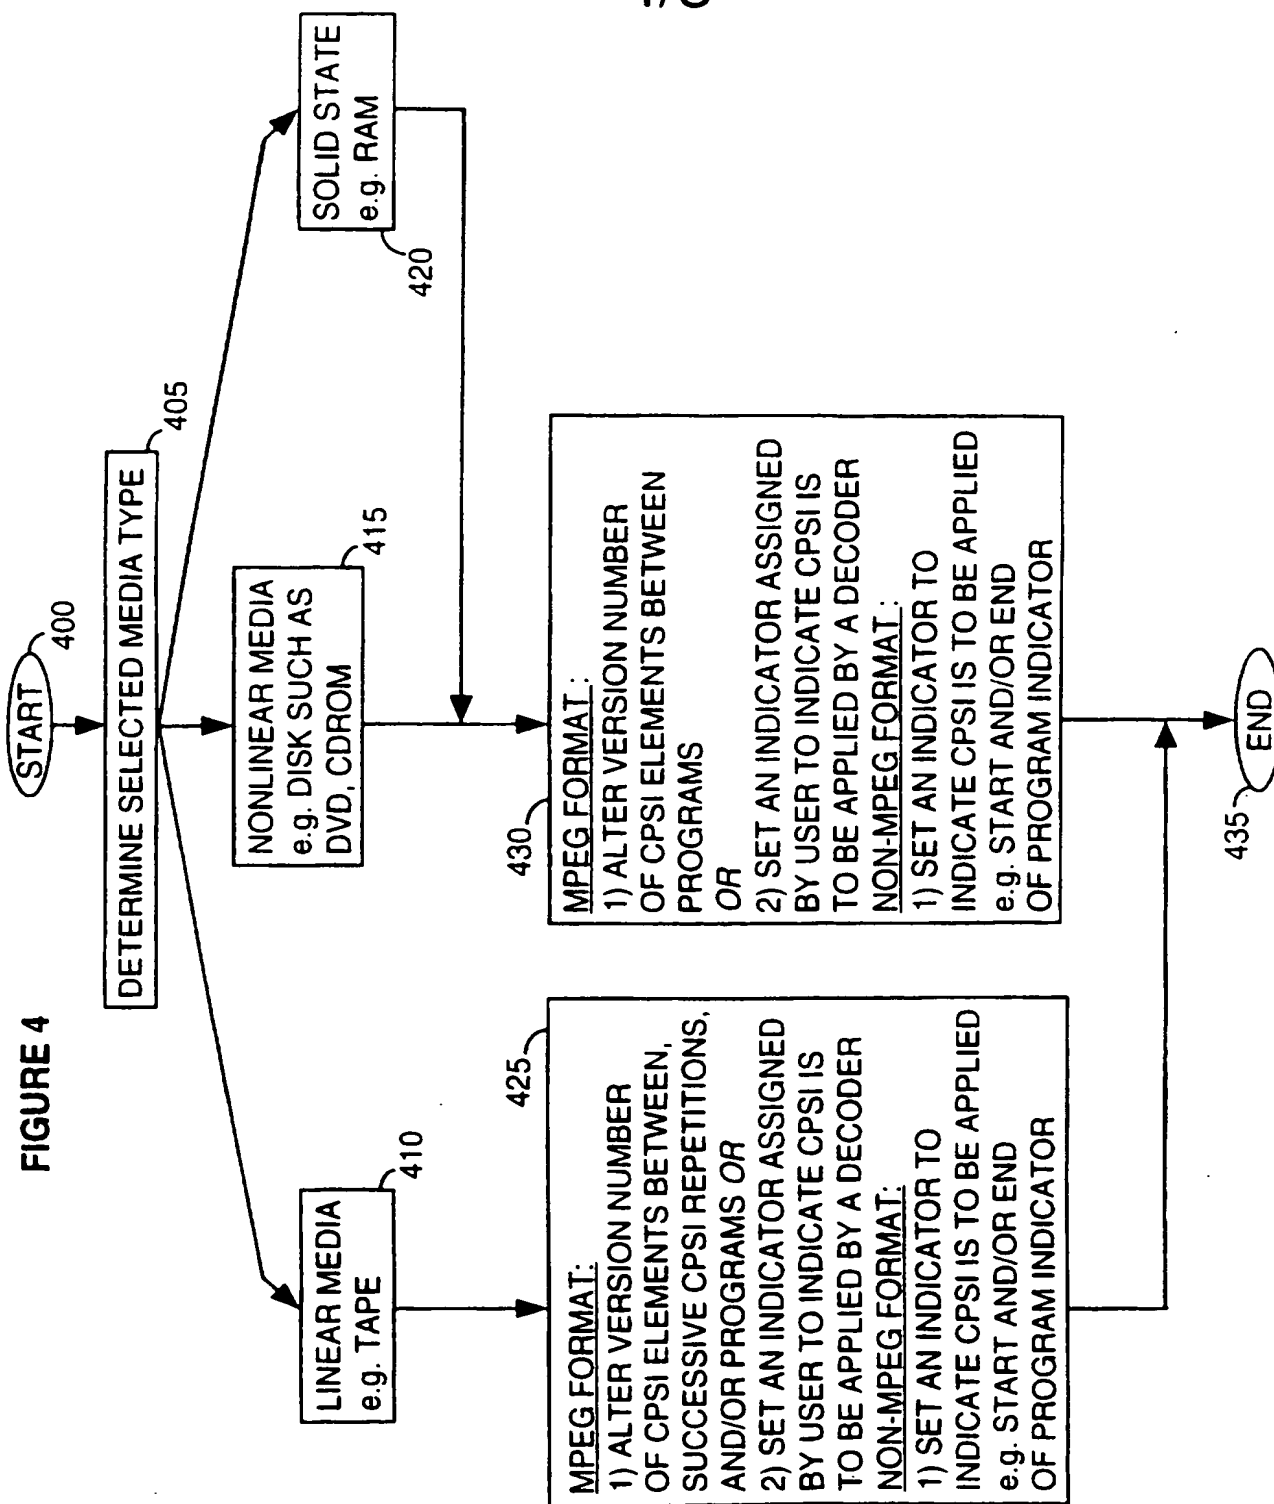 FIGURE 4
START
400
DETERMINE SELECTED MEDIA TYPE
405
LINEAR MEDIA
e.g. TAPE
410
NONLINEAR MEDIA
e.g. DISK SUCH AS
DVD, CDROM
415
SOLID STATE
e.g. RAM
420
MPEG FORMAT:
1) ALTER VERSION NUMBER
OF CPSI ELEMENTS BETWEEN,
SUCCESSIVE CPSI REPETITIONS,
AND/OR PROGRAMS OR
2) SET AN INDICATOR ASSIGNED
BY USER TO INDICATE CPSI IS
TO BE APPLIED BY A DECODER
NON-MPEG FORMAT:
1) SET AN INDICATOR TO
INDICATE CPSI IS TO BE APPLIED
e.g. START AND/OR END
OF PROGRAM INDICATOR
425
430
MPEG FORMAT:
1) ALTER VERSION NUMBER
OF CPSI ELEMENTS BETWEEN
PROGRAMS
OR
2) SET AN INDICATOR ASSIGNED
BY USER TO INDICATE CPSI IS
TO BE APPLIED BY A DECODER
NON-MPEG FORMAT:
1) SET AN INDICATOR TO
INDICATE CPSI IS TO BE APPLIED
e.g. START AND/OR END
OF PROGRAM INDICATOR
435
END